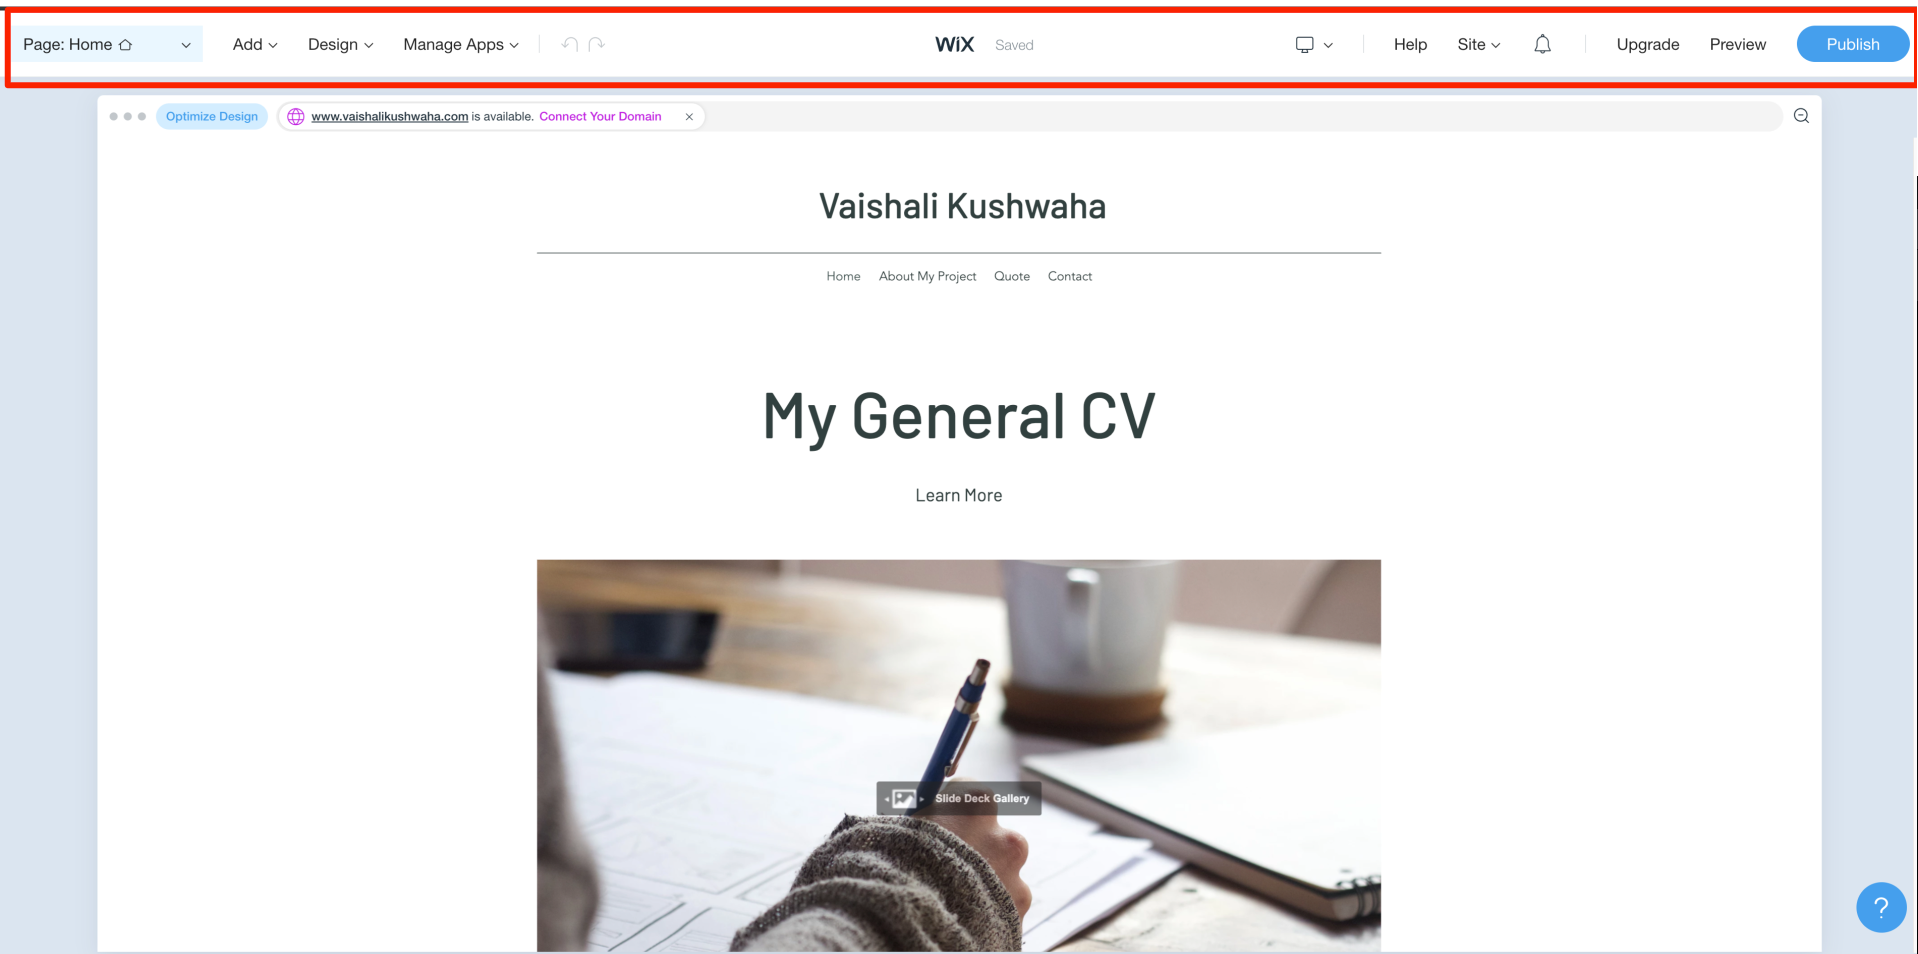 Page: Home Add Design Manage Apps WiX Saved Help Site Upgrade Preview Publish
Optimize Design www.vaishalikushwaha.com is available. Connect Your Domain ×
Vaishali Kushwaha
Home About My Project Quote Contact
My General CV
Learn More
Slide Deck Gallery
?